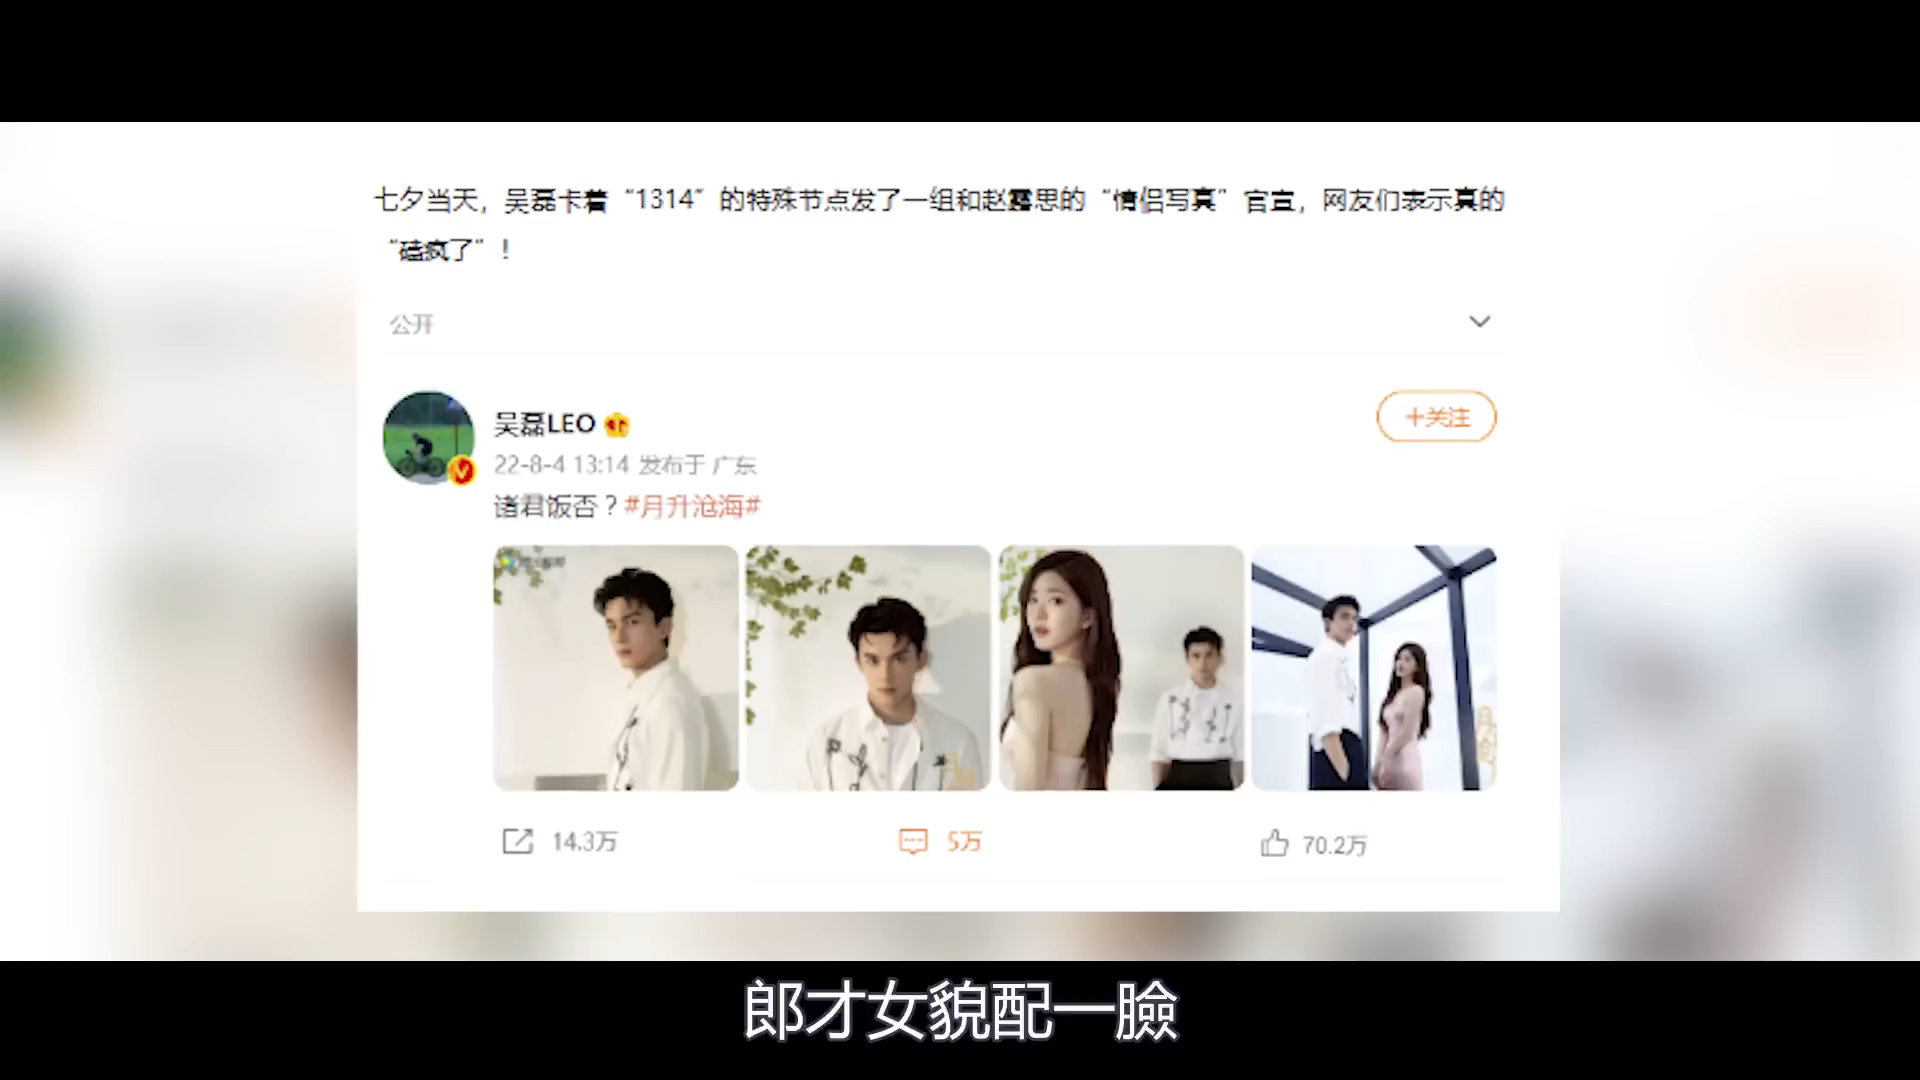 七夕当天，吴磊卡着“1314”的特殊节点发了一组和赵露思的“情侣写真”官宣，网友们表示真的
“磕疯了”！
公开
吴磊LEO
+关注
22-8-4 13:14 发布于 广东
诸君饭否？#月升沧海#
14.3万
5万
70.2万
郎才女貌配一臉